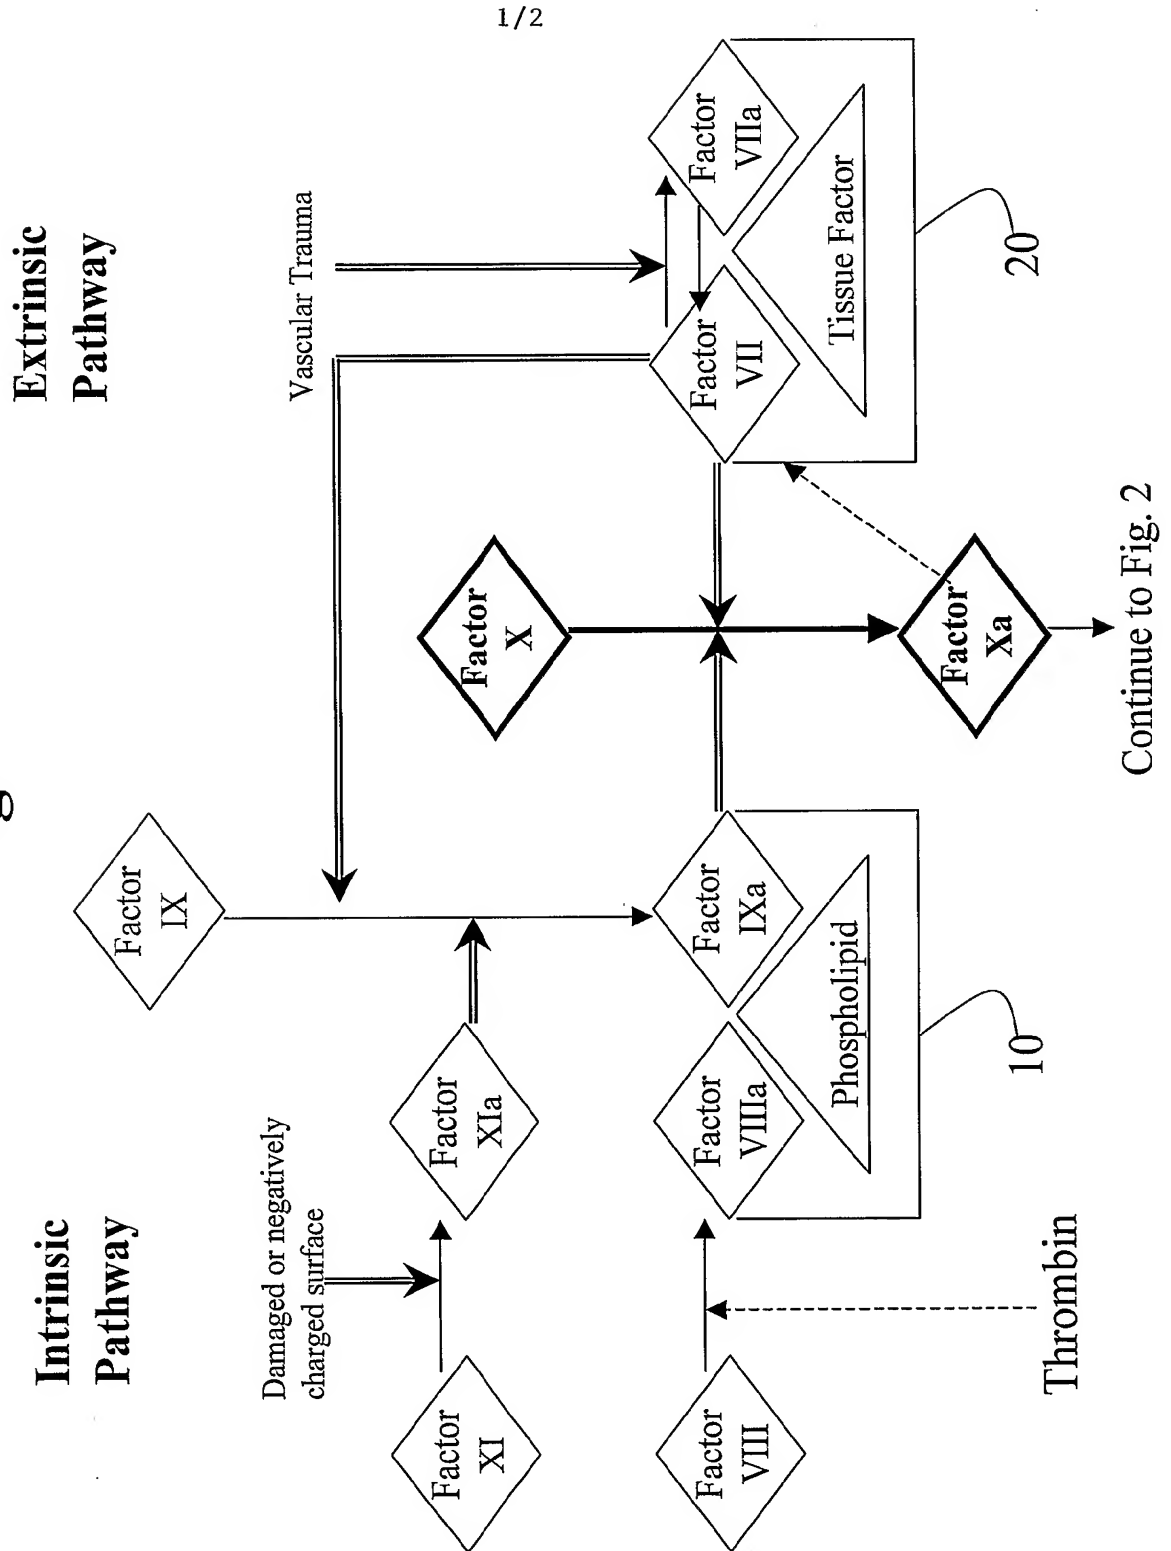 1/2
Intrinsic
Pathway
Extrinsic
Pathway
Damaged or negatively
charged surface
Vascular Trauma
Factor
IX
Factor
XI
Factor
XIa
Factor
X
Factor
VIII
Factor
VIIIa
Factor
IXa
Phospholipid
10
Factor
VII
Factor
VIIa
Tissue Factor
20
Thrombin
Factor
Xa
Continue to Fig. 2